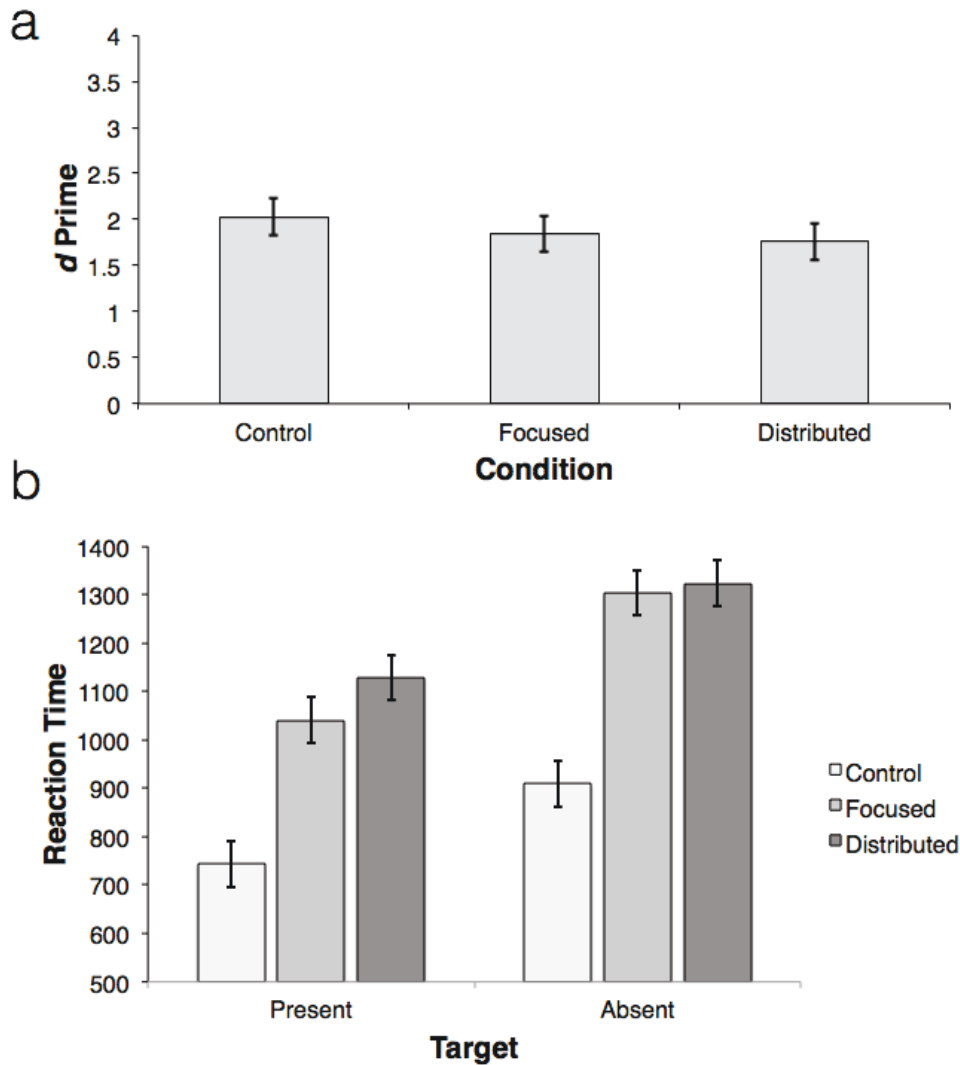 a
4
3.5
3
2.5
2
1.5
1
0.5
0
d Prime
Control Focused Distributed
Condition
b
1400
1300
1200
1100
1000
900
800
700
600
500
Reaction Time
Present Absent
Target
Control
Focused
Distributed